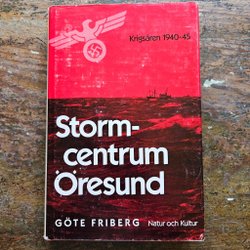 Krigsåren 1940-45
Storm-
centrum
Öresund
GÖTE FRIBERG Natur och Kultur